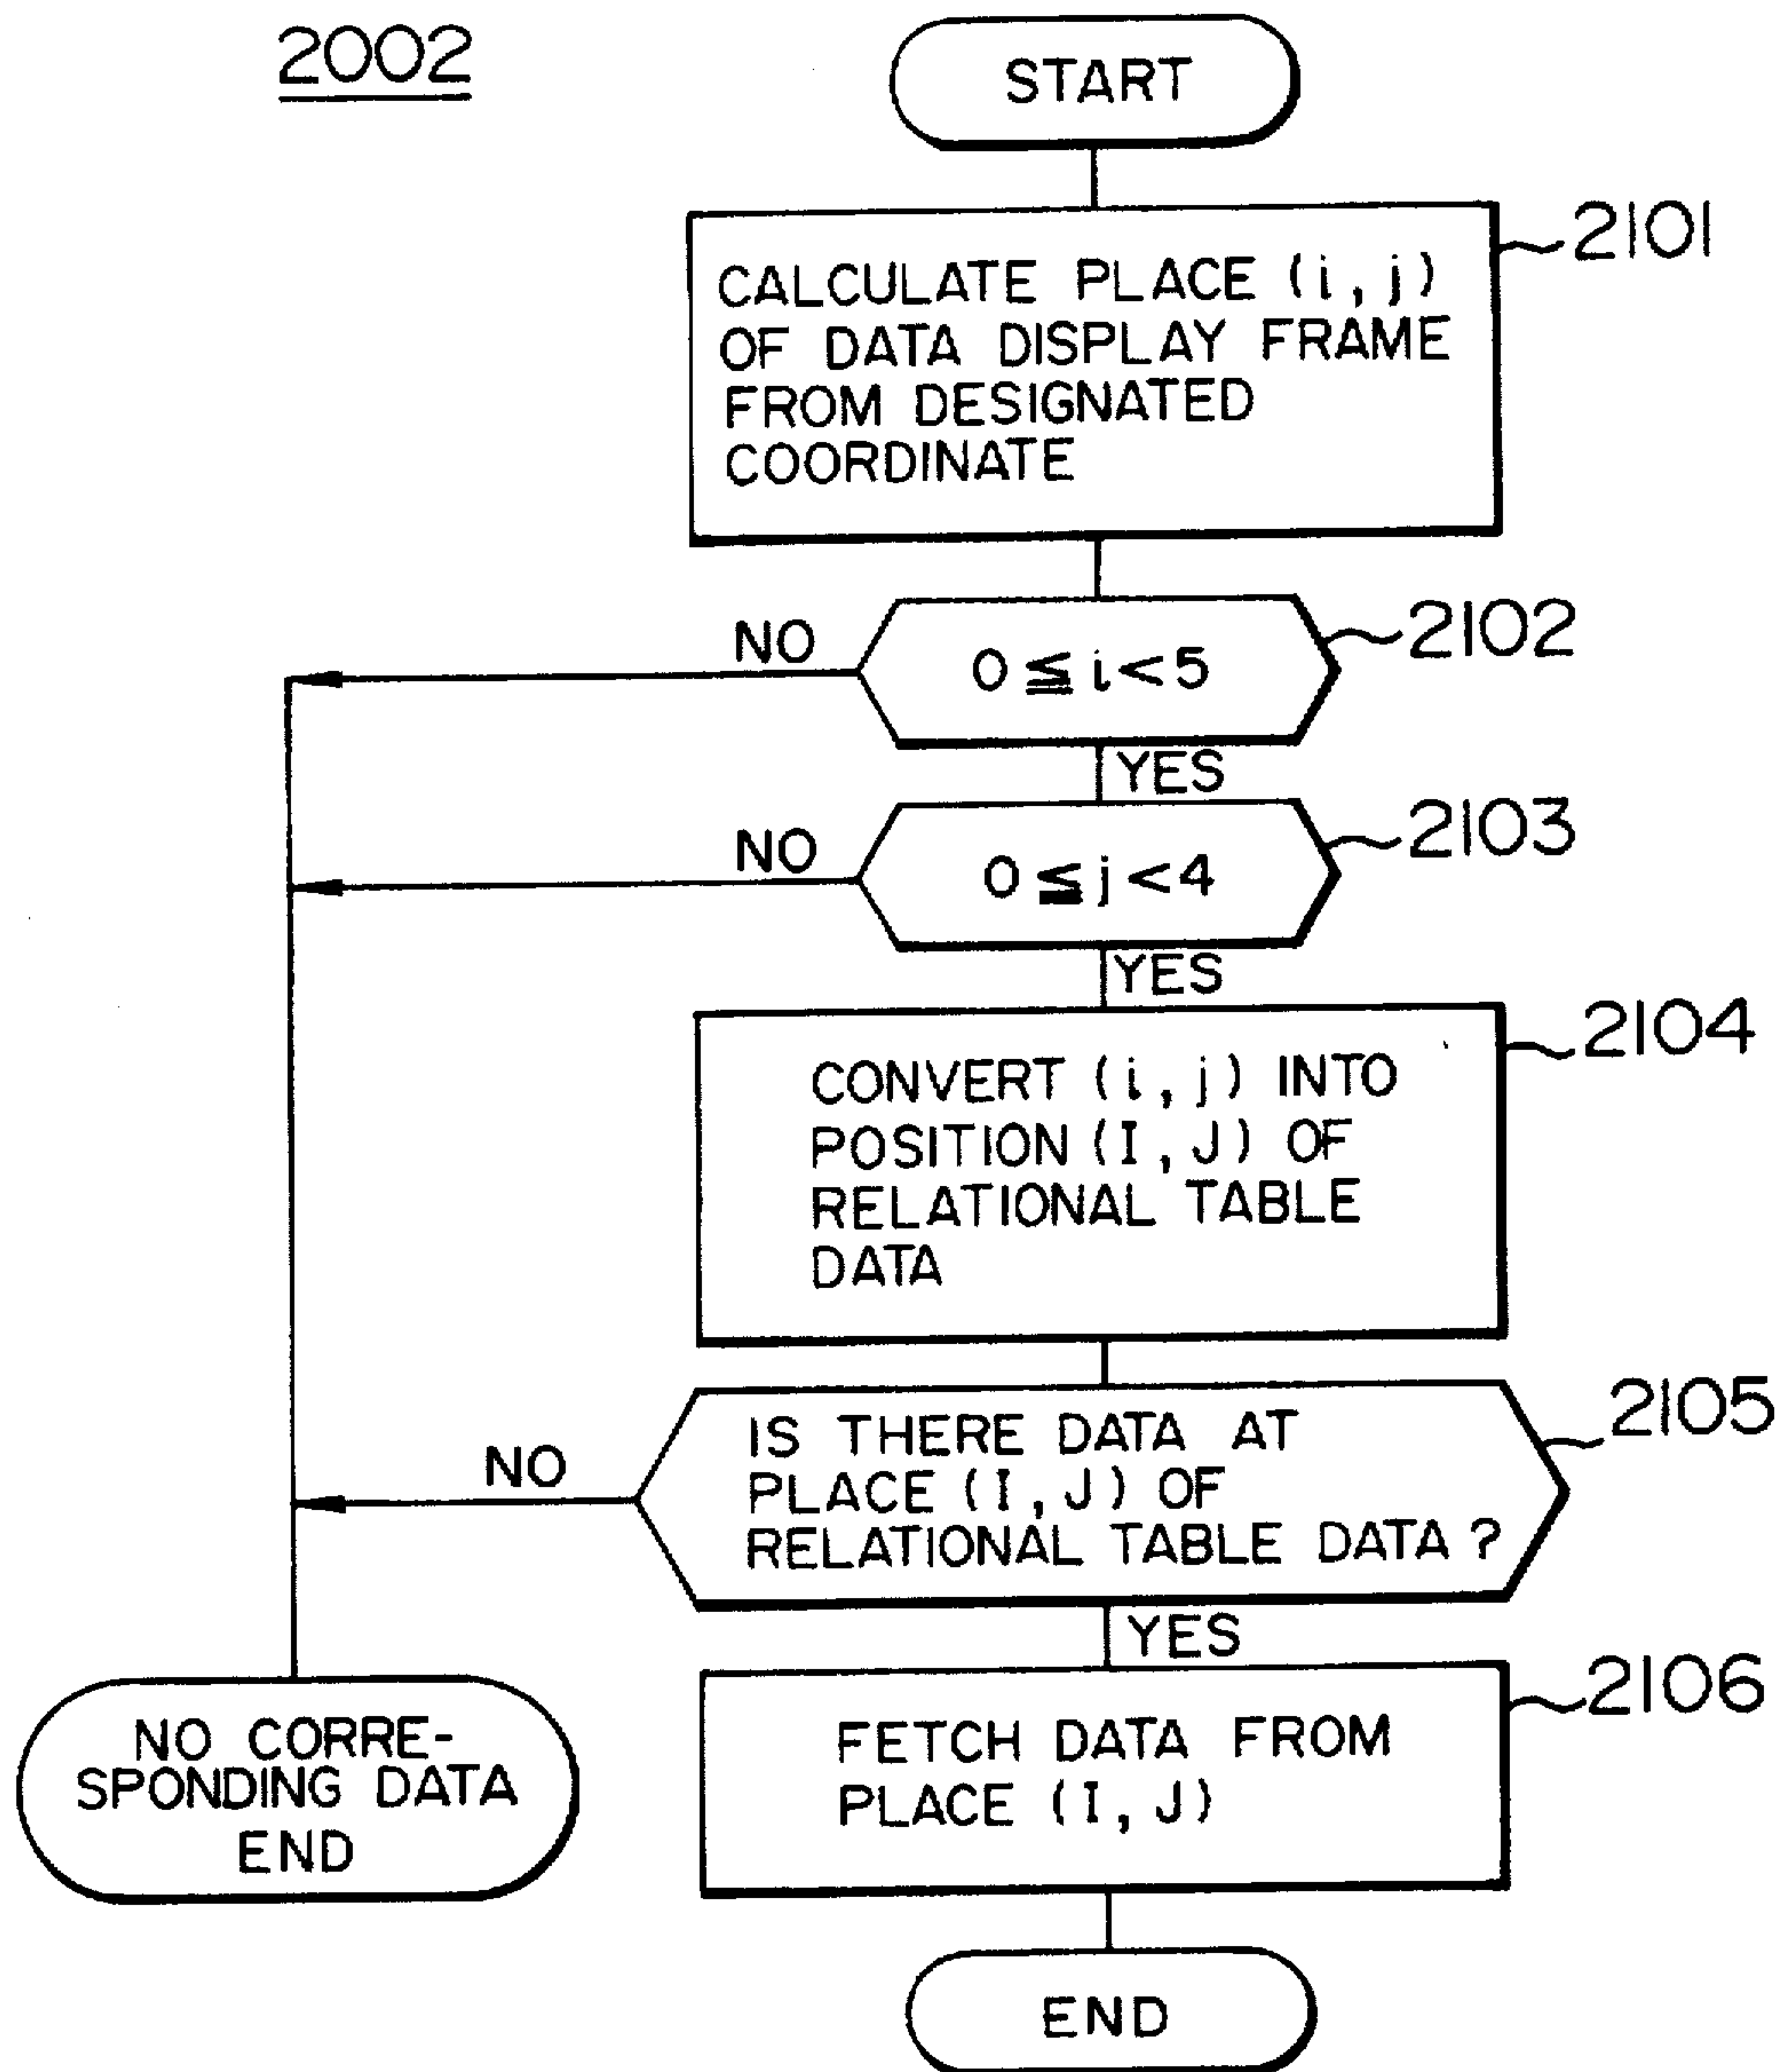 2002
START
2101
CALCULATE PLACE (i, j)
OF DATA DISPLAY FRAME
FROM DESIGNATED
COORDINATE
2102
NO
0 ≦ i < 5
YES
2103
NO
0 ≦ j < 4
YES
2104
CONVERT (i, j) INTO
POSITION (I, J) OF
RELATIONAL TABLE
DATA
2105
IS THERE DATA AT
PLACE (I, J) OF
RELATIONAL TABLE DATA ?
NO
YES
2106
NO CORRE-
SPONDING DATA
END
FETCH DATA FROM
PLACE (I, J)
END